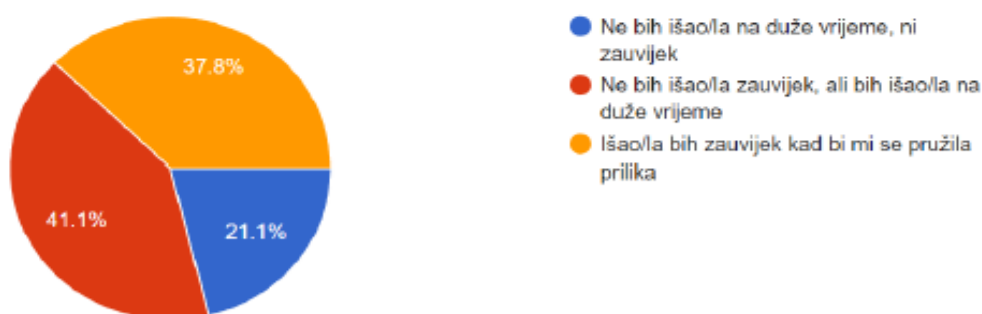 37.8%
41.1%
21.1%
Ne bih išao/la na duže vrijeme, ni
zauvijek
Ne bih išao/la zauvijek, ali bih išao/la na
duže vrijeme
Išao/la bih zauvijek kad bi mi se pružila
prilika